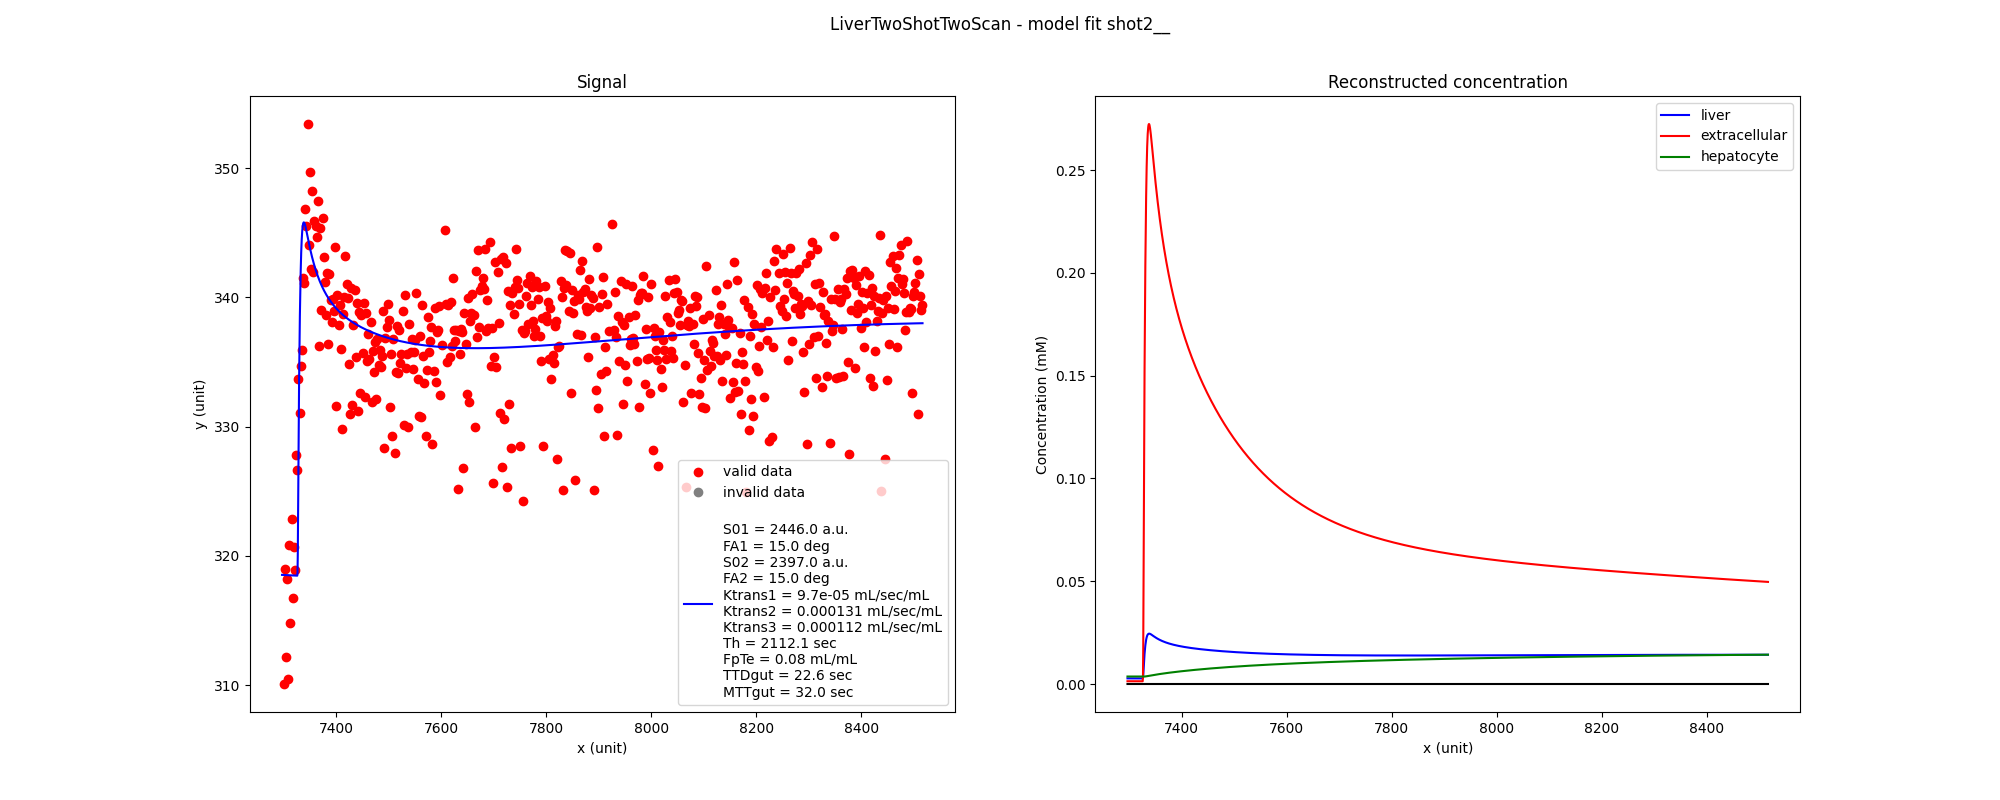 LiverTwoShotTwoScan - model fit shot2__
Signal
y (unit)
350
340
330
320
310
7400
7600
7800
8000
8200
8400
x (unit)
valid data
invalid data
S01 = 2446.0 a.u.
FA1 = 15.0 deg
S02 = 2397.0 a.u.
FA2 = 15.0 deg
Ktrans1 = 9.7e-05 mL/sec/mL
Ktrans2 = 0.000131 mL/sec/mL
Ktrans3 = 0.000112 mL/sec/mL
Th = 2112.1 sec
FpTe = 0.08 mL/mL
TTDgut = 22.6 sec
MTTgut = 32.0 sec
Reconstructed concentration
Concentration (mM)
0.25
0.20
0.15
0.10
0.05
0.00
7400
7600
7800
8000
8200
8400
x (unit)
liver
extracellular
hepatocyte